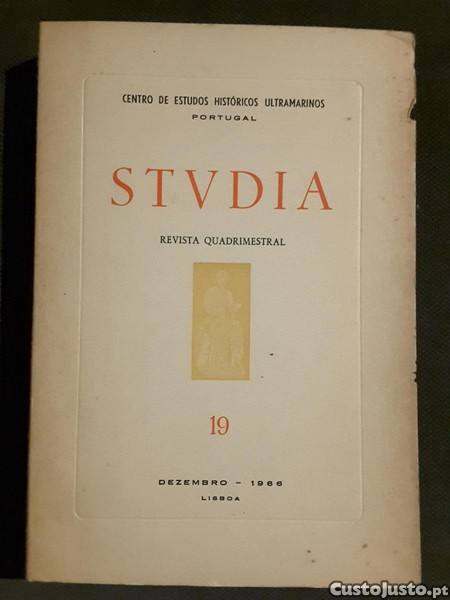 CENTRO DE ESTUDOS HISTÓRICOS ULTRAMARINOS
PORTUGAL
STVDIA
REVISTA QUADRIMESTRAL
19
DEZEMBRO - 1966
LISBOA
CustoJusto.pt